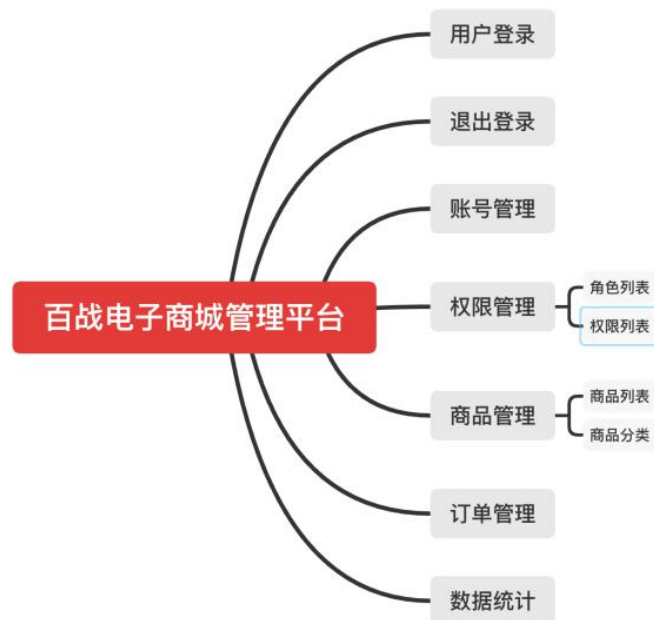 用户登录
退出登录
账号管理
百战电子商城管理平台
权限管理
角色列表
权限列表
商品管理
商品列表
商品分类
订单管理
数据统计